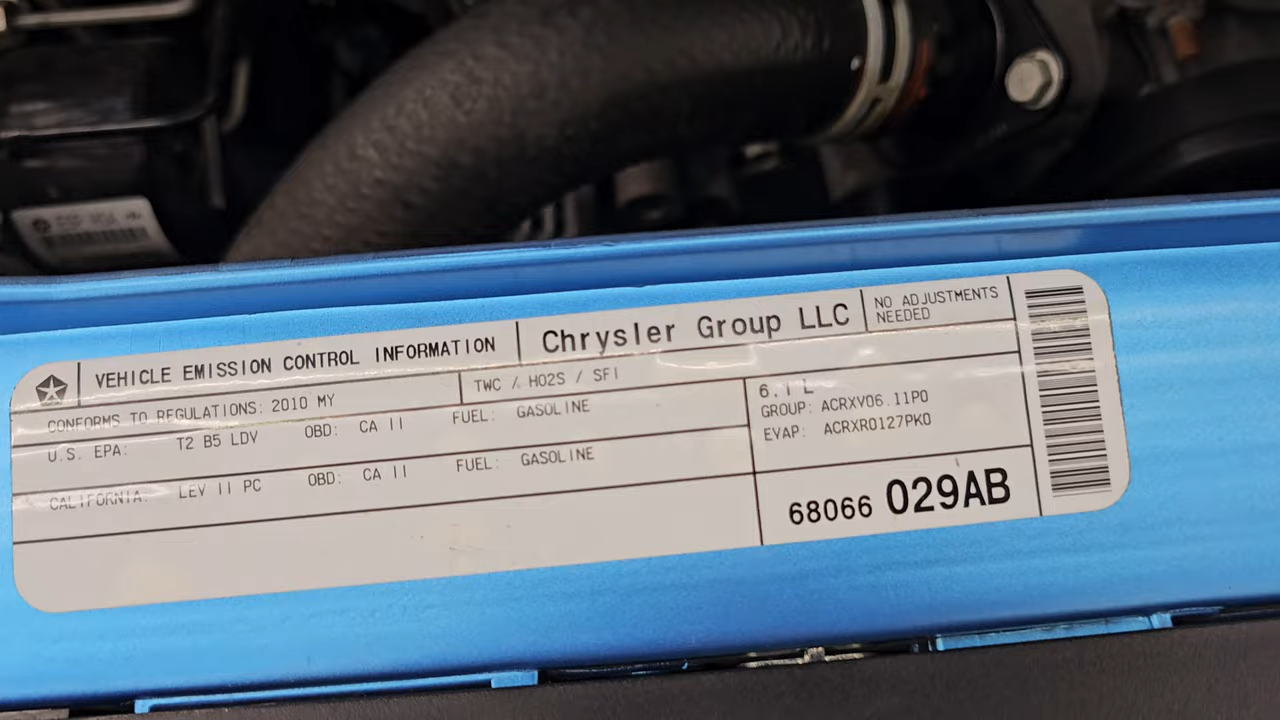 VEHICLE EMISSION CONTROL INFORMATION
Chrysler Group LLC
NO ADJUSTMENTS
NEEDED
CONFORMS TO REGULATIONS: 2010 MY
TWC / HO2S / SFI
U.S. EPA: T2 B5 LDV OBD: CA II FUEL: GASOLINE
CALIFORNIA: LEV II PC OBD: CA II FUEL: GASOLINE
6.1 L
GROUP: ACRXV06.11P0
EVAP: ACRXR0127PK0
68066 029AB